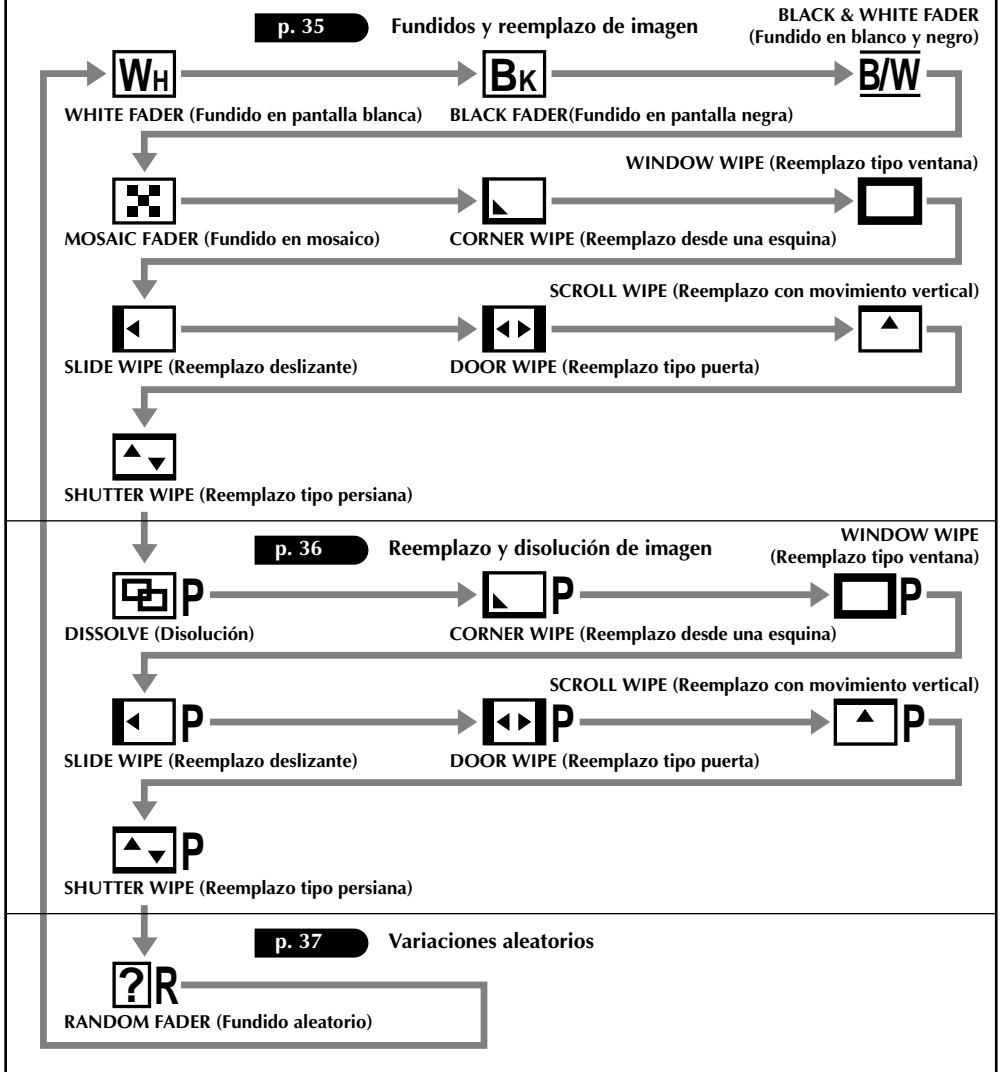 p. 35 Fundidos y reemplazo de imagen
BLACK & WHITE FADER
(Fundido en blanco y negro)
WH BK B/W
WHITE FADER (Fundido en pantalla blanca) BLACK FADER(Fundido en pantalla negra)
WINDOW WIPE (Reemplazo tipo ventana)
MOSAIC FADER (Fundido en mosaico) CORNER WIPE (Reemplazo desde una esquina)
SCROLL WIPE (Reemplazo con movimiento vertical)
SLIDE WIPE (Reemplazo deslizante) DOOR WIPE (Reemplazo tipo puerta)
SHUTTER WIPE (Reemplazo tipo persiana)
p. 36 Reemplazo y disolución de imagen
WINDOW WIPE
(Reemplazo tipo ventana)
P P P
DISSOLVE (Disolución) CORNER WIPE (Reemplazo desde una esquina)
SCROLL WIPE (Reemplazo con movimiento vertical)
P P P
SLIDE WIPE (Reemplazo deslizante) DOOR WIPE (Reemplazo tipo puerta)
P
SHUTTER WIPE (Reemplazo tipo persiana)
p. 37 Variaciones aleatorios
?R
RANDOM FADER (Fundido aleatorio)